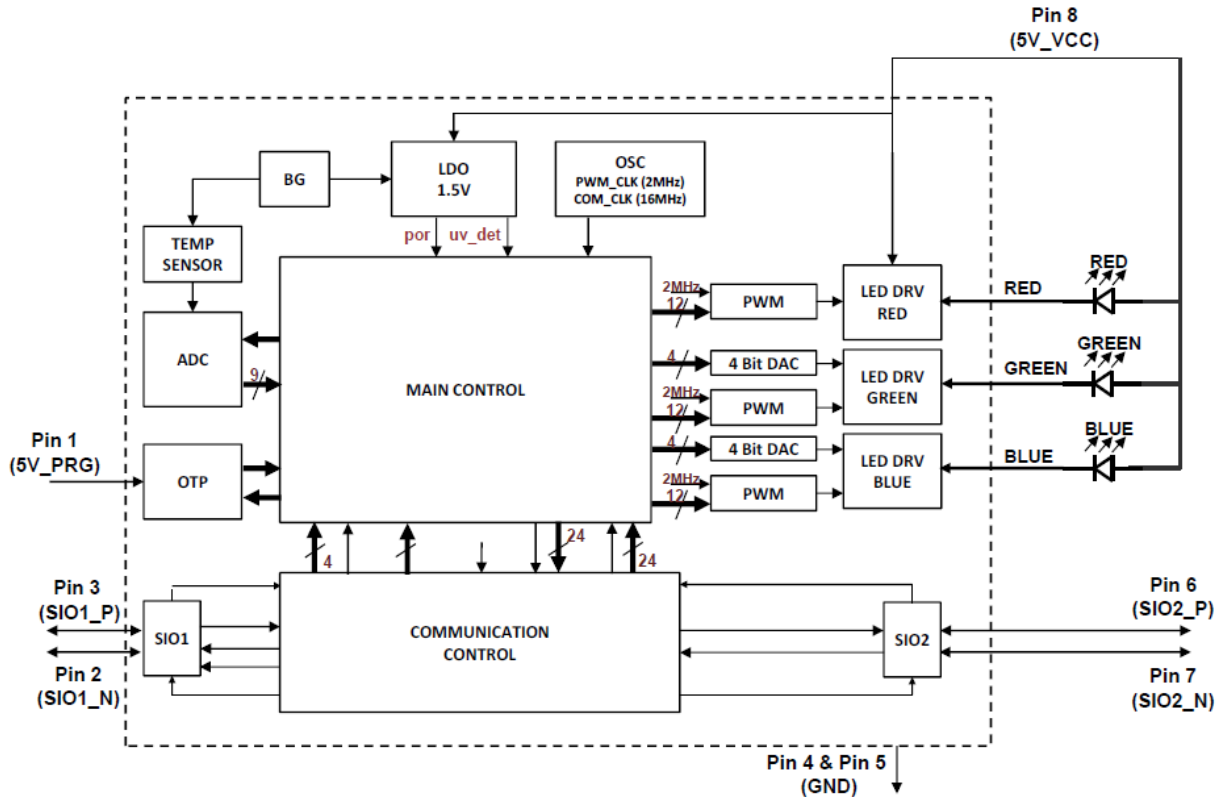 Pin 8
(5V_VCC)
BG
LDO
1.5V
OSC
PWM_CLK (2MHz)
COM_CLK (16MHz)
TEMP
SENSOR
por
uv_det
ADC
9
MAIN CONTROL
2MHz
12
PWM
LED DRV
RED
RED
RED
4
4 Bit DAC
2MHz
12
PWM
LED DRV
GREEN
GREEN
GREEN
4
4 Bit DAC
2MHz
12
PWM
LED DRV
BLUE
BLUE
BLUE
Pin 1
(5V_PRG)
OTP
4
24
24
Pin 3
(SIO1_P)
SIO1
Pin 2
(SIO1_N)
COMMUNICATION
CONTROL
SIO2
Pin 6
(SIO2_P)
Pin 7
(SIO2_N)
Pin 4 & Pin 5
(GND)